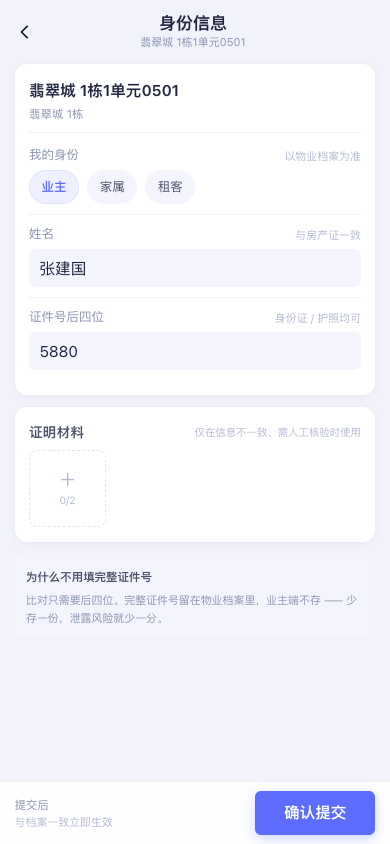 身份信息
翡翠城 1栋1单元0501
翡翠城 1栋1单元0501
翡翠城 1栋
我的身份
以物业档案为准
业主
家属
租客
姓名
与房产证一致
张建国
证件号后四位
身份证 / 护照均可
5880
证明材料
仅在信息不一致、需人工核验时使用
0/2
为什么不用填完整证件号
比对只需要后四位。完整证件号留在物业档案里，业主端不存 —— 少
存一份，泄露风险就少一分。
提交后
与档案一致立即生效
确认提交